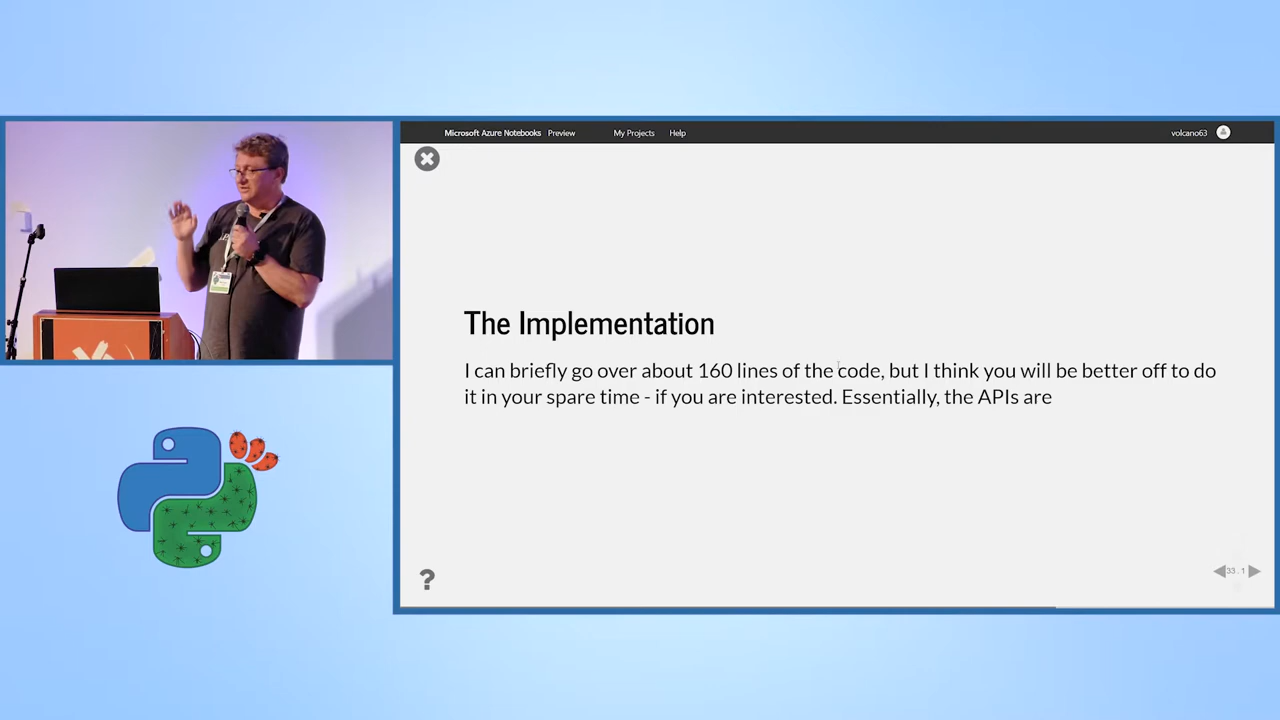 Microsoft Azure Notebooks Preview My Projects Help volcano63
The Implementation
I can briefly go over about 160 lines of the code, but I think you will be better off to do
it in your spare time - if you are interested. Essentially, the APIs are
?
33.1